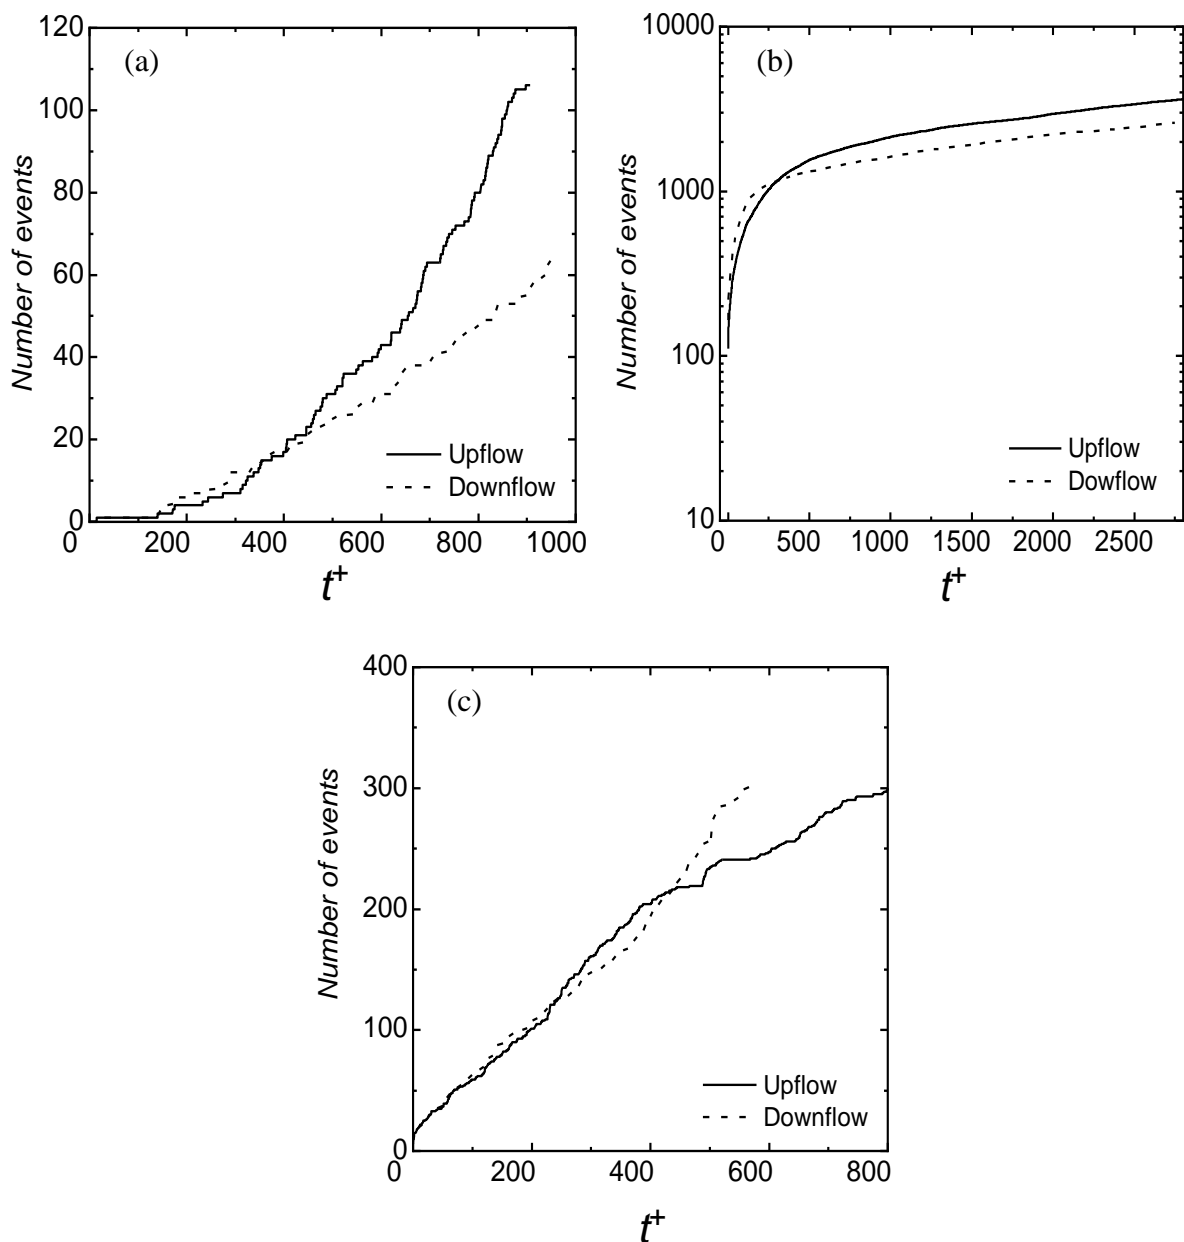 (a)
120
100
80
60
40
20
0
Number of events
Upflow
Downflow
0 200 400 600 800 1000
t+
(b)
10000
1000
100
10
Number of events
Upflow
Dowflow
0 500 1000 1500 2000 2500
t+
(c)
400
300
200
100
0
Number of events
Upflow
Downflow
0 200 400 600 800
t+